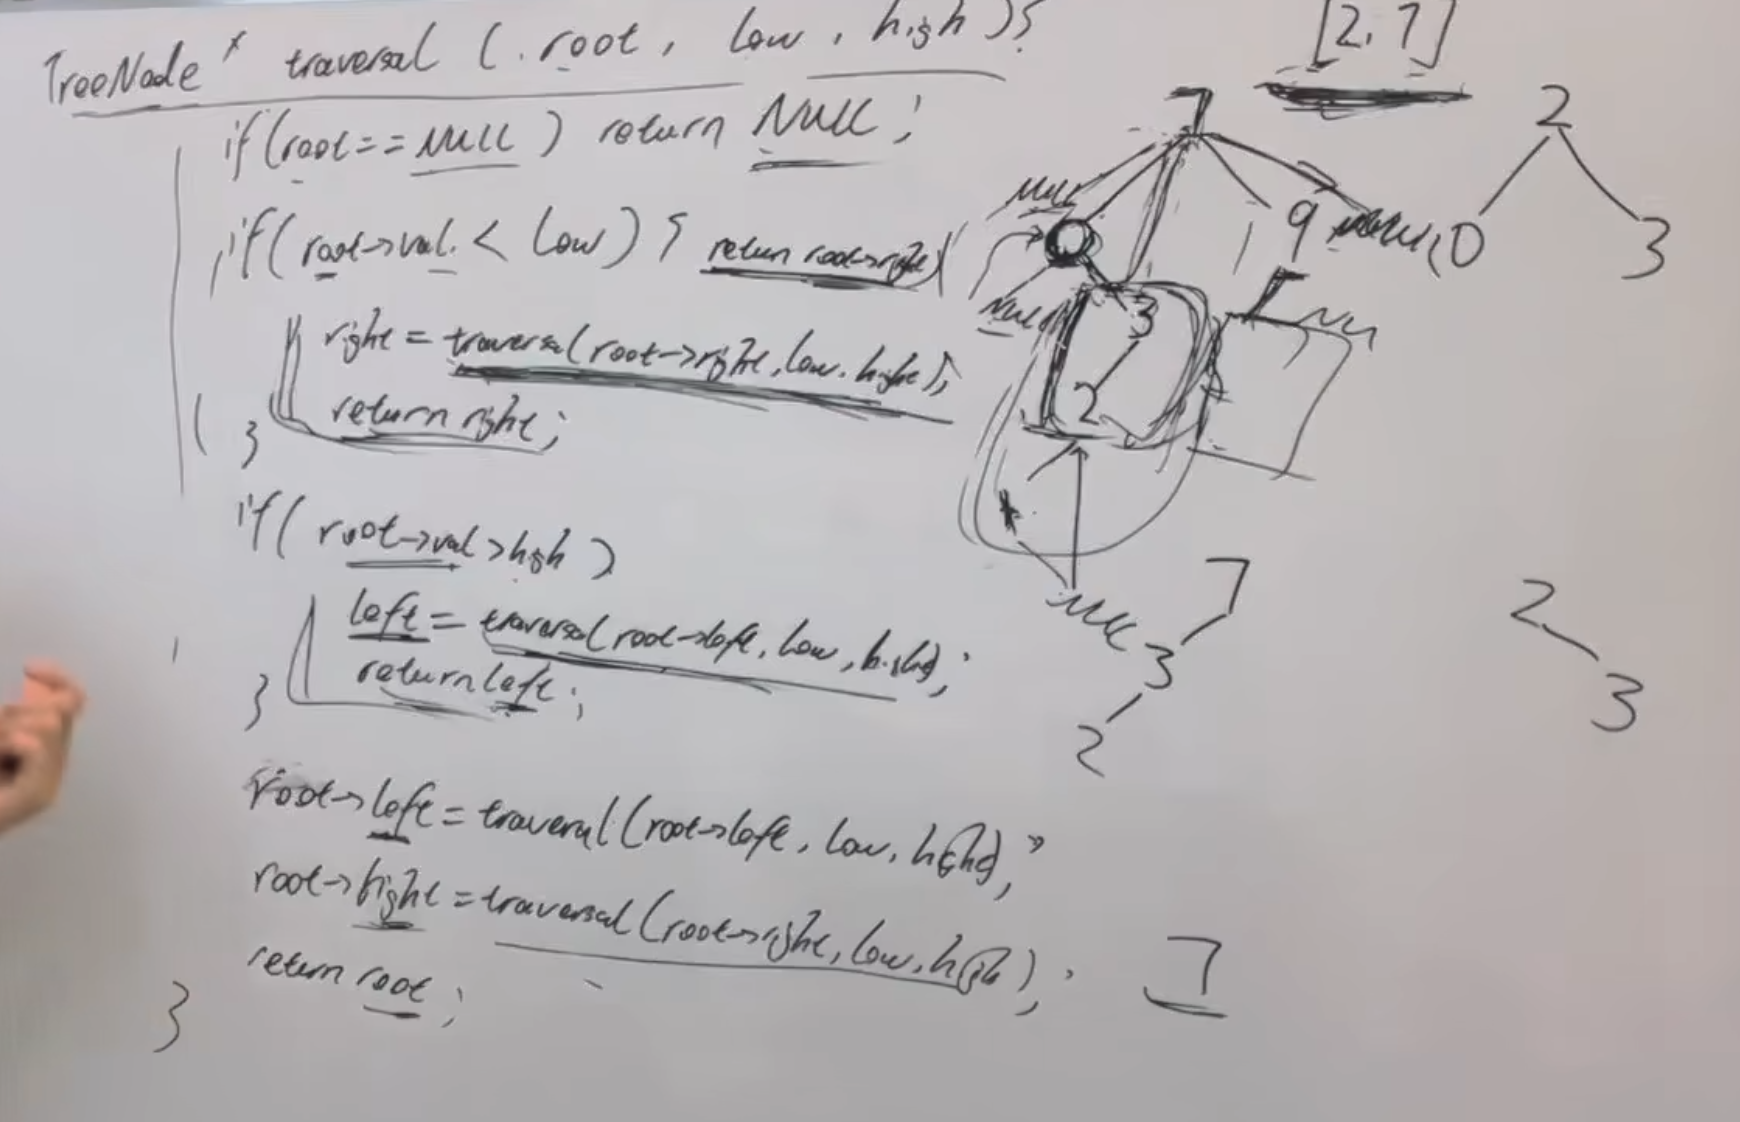 TreeNode* traversal (root, low, high) {
if (root == NULL) return NULL;
if (root->val < low) { return root->right
right = traversal(root->right, low, high);
return right;
}
if (root->val > high)
left = traversal(root->left, low, high);
return left;
}
root->left = traversal(root->left, low, high);
root->right = traversal(root->right, low, high);
return root;
}
[2, 7]
7
NULL
9
NULL
3
2
NULL
2
0
3
7
3
2
2
3
7